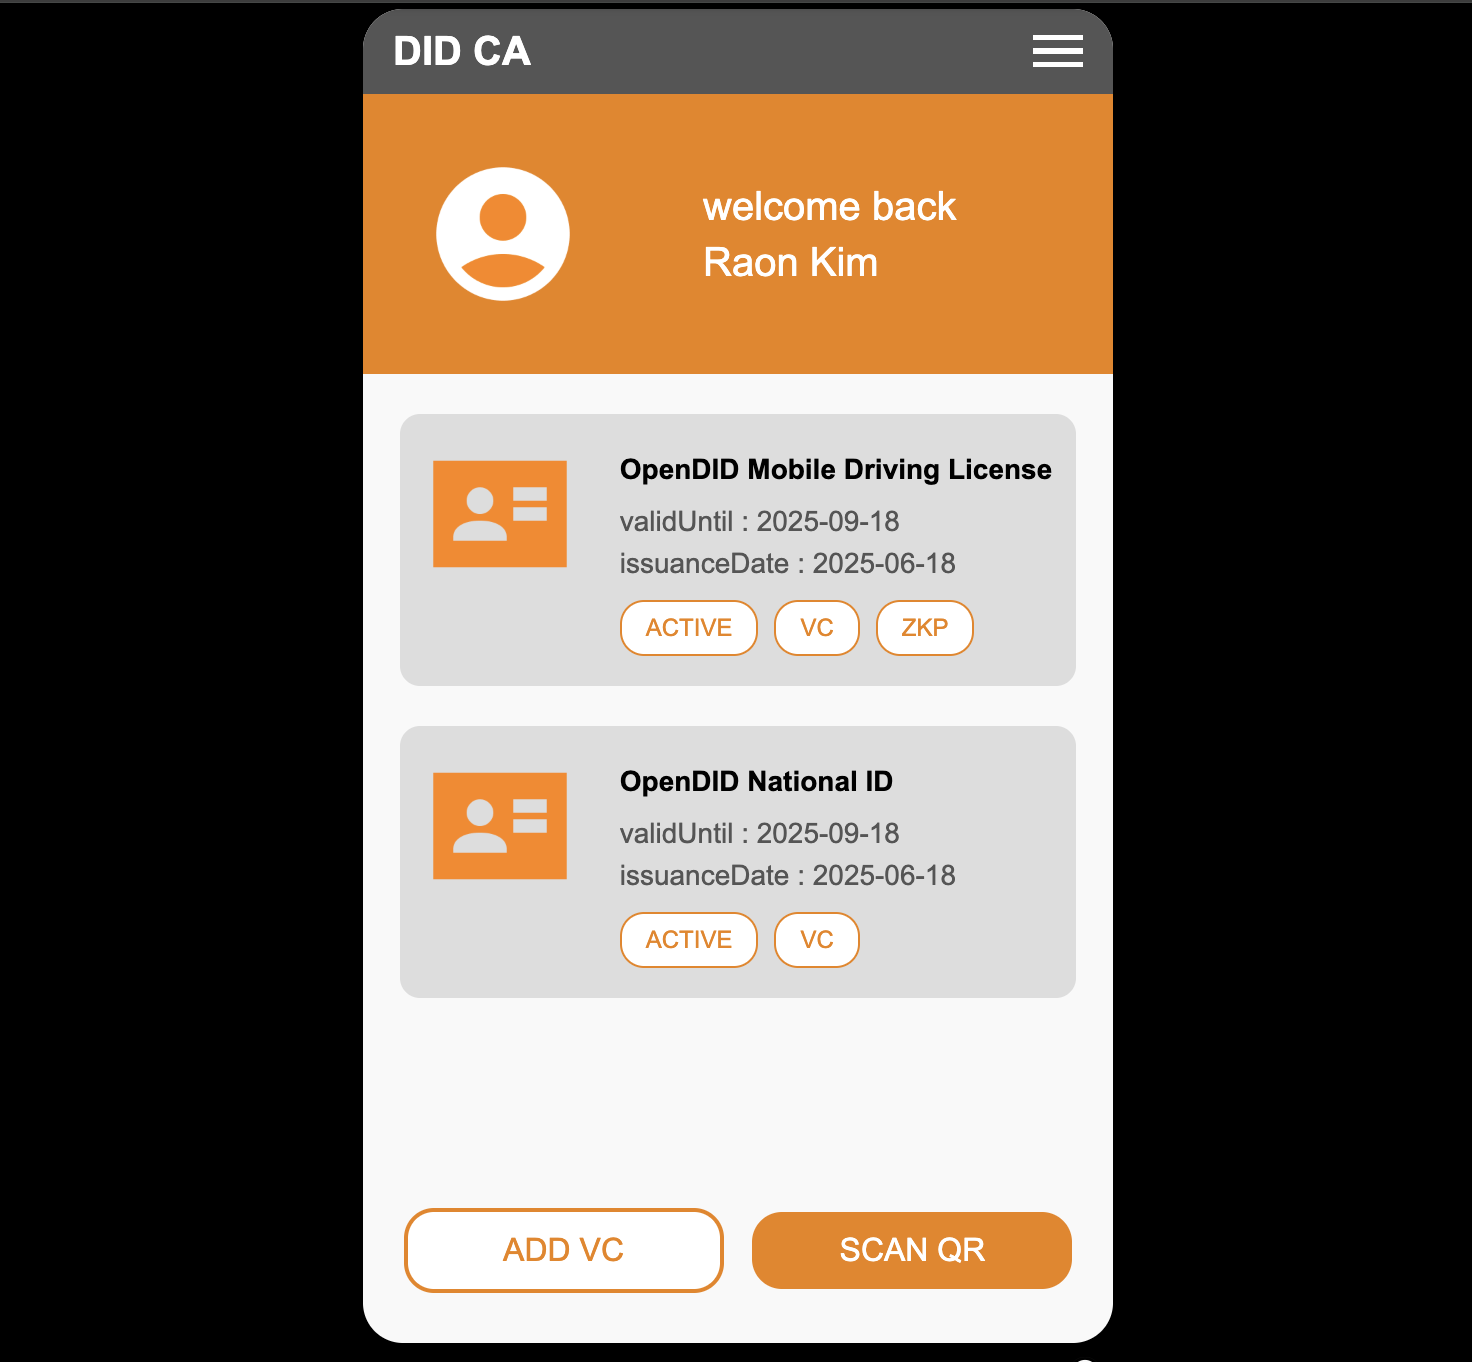 DID CA
welcome back
Raon Kim
OpenDID Mobile Driving License
validUntil : 2025-09-18
issuanceDate : 2025-06-18
ACTIVE VC ZKP
OpenDID National ID
validUntil : 2025-09-18
issuanceDate : 2025-06-18
ACTIVE VC
ADD VC SCAN QR